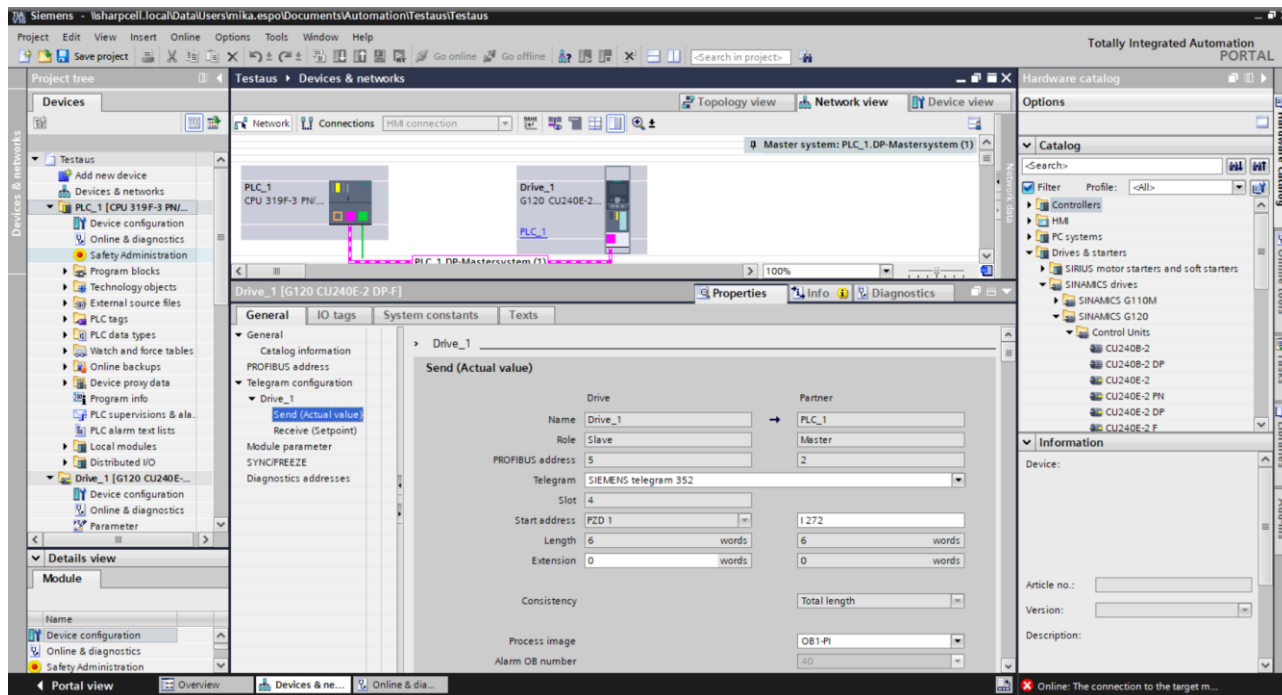 Siemens - \\sharpcell.local\Data\Users\mika.espo\Documents\Automation\Testaus\Testaus
Project Edit View Insert Online Options Tools Window Help
Totally Integrated Automation
PORTAL
Save project Go online Go offline <Search in project>
Project tree
Devices
Devices & networks
Testaus
Add new device
Devices & networks
PLC_1 [CPU 319F-3 PN/...
Device configuration
Online & diagnostics
Safety Administration
Program blocks
Technology objects
External source files
PLC tags
PLC data types
Watch and force tables
Online backups
Device proxy data
Program info
PLC supervisions & ala..
PLC alarm text lists
Local modules
Distributed I/O
Drive_1 [G120 CU240E-...
Device configuration
Online & diagnostics
Parameter
Details view
Module
Name
Device configuration
Online & diagnostics
Safety Administration
Testaus Devices & networks
Topology view Network view Device view
Network Connections HMI connection
Master system: PLC_1.DP-Mastersystem (1)
PLC_1
CPU 319F-3 PN/...
Drive_1
G120 CU240E-2...
PLC_1
PLC_1.DP-Mastersystem (1)
100%
Network data
Drive_1 [G120 CU240E-2 DP-F]
Properties Info Diagnostics
General IO tags System constants Texts
General
Catalog information
PROFIBUS address
Telegram configuration
Drive_1
Send (Actual value)
Receive (Setpoint)
Module parameter
SYNC/FREEZE
Diagnostics addresses
Drive_1
Send (Actual value)
Drive Partner
Name Drive_1 PLC_1
Role Slave Master
PROFIBUS address 5 2
Telegram SIEMENS telegram 352
Slot 4
Start address PZD 1 I 272
Length 6 words 6 words
Extension 0 words 0 words
Consistency Total length
Process image OB1-PI
Alarm OB number 40
Hardware catalog
Options
Catalog
<Search>
Filter Profile: <All>
Controllers
HMI
PC systems
Drives & starters
SIRIUS motor starters and soft starters
SINAMICS drives
SINAMICS G110M
SINAMICS G120
Control Units
CU240B-2
CU240B-2 DP
CU240E-2
CU240E-2 PN
CU240E-2 DP
CU240E-2 F
Information
Device:
Article no.:
Version:
Description:
Hardware catalog
Online tools
Tasks
Libraries
Add-ins
Portal view Overview Devices & ne... Online & dia...
Online: The connection to the target m...